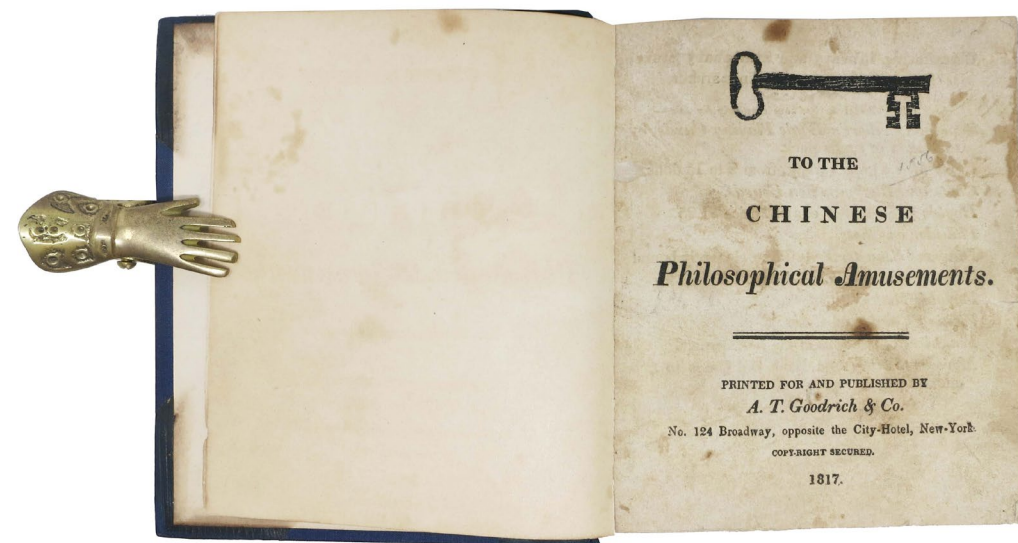 TO THE
CHINESE
Philosophical Amusements.
PRINTED FOR AND PUBLISHED BY
A. T. Goodrich & Co.
No. 124 Broadway, opposite the City-Hotel, New-York.
COPY-RIGHT SECURED.
1817.